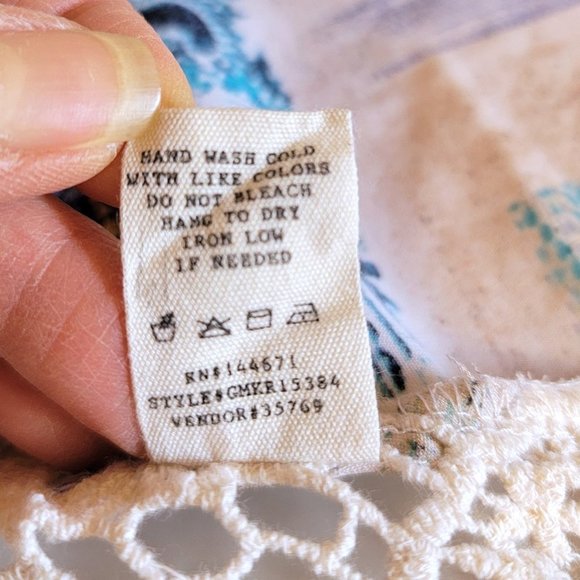 HAND WASH COLD
WITH LIKE COLORS
DO NOT BLEACH
HANG TO DRY
IRON LOW
IF NEEDED
RN#144671
STYLE#GMKR15384
VENDOR#35769